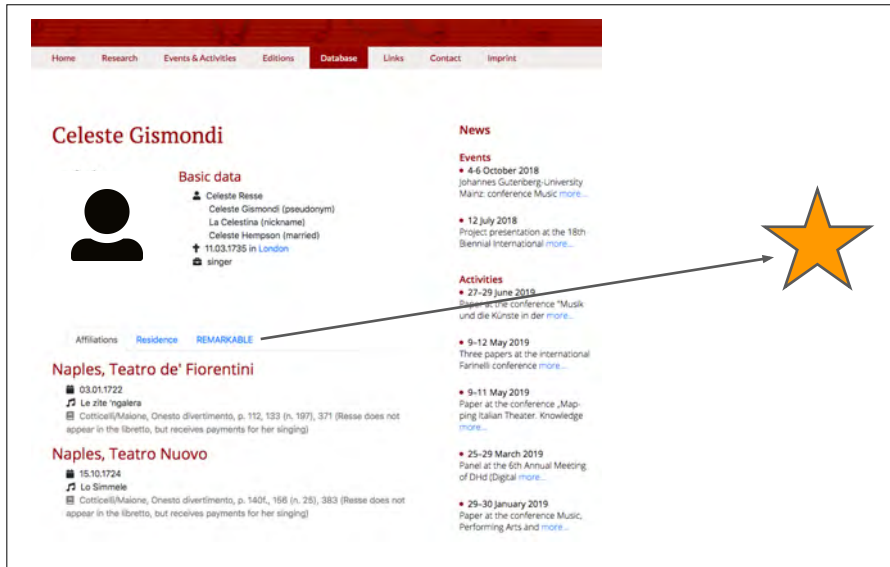 Home Research Events & Activities Editions Database Links Contact Imprint
Celeste Gismondi
Basic data
Celeste Resse
Celeste Gismondi (pseudonym)
La Celestina (nickname)
Celeste Hempson (married)
11.03.1735 in London
singer
Affiliations Residence REMARKABLE
Naples, Teatro de' Fiorentini
03.01.1722
Le zite 'ngalera
Cotticelli/Maione, Onesto divertimento, p. 112, 133 (n. 197), 371 (Resse does not
appear in the libretto, but receives payments for her singing)
Naples, Teatro Nuovo
15.10.1724
Lo Simmele
Cotticelli/Maione, Onesto divertimento, p. 140f., 156 (n. 25), 383 (Resse does not
appear in the libretto, but receives payments for her singing)
News
Events
• 4-6 October 2018
Johannes Gutenberg-University
Mainz: conference Music more...
• 12 July 2018
Project presentation at the 18th
Biennial International more...
Activities
• 27–29 June 2019
Paper at the conference "Musik
und die Künste in der more...
• 9–12 May 2019
Three papers at the international
Farinelli conference more...
• 9-11 May 2019
Paper at the conference „Map-
ping Italian Theater. Knowledge
more...
• 25-29 March 2019
Panel at the 6th Annual Meeting
of DHd (Digital more...
• 29-30 January 2019
Paper at the conference Music,
Performing Arts and more...